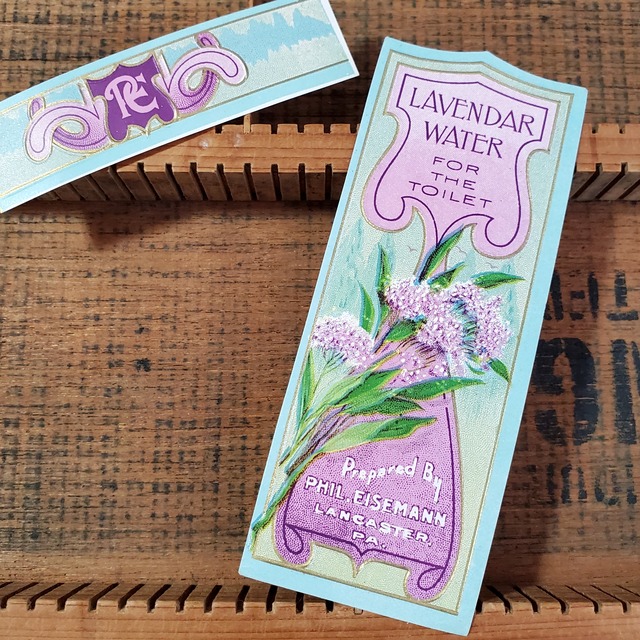 PE
LAVENDAR
WATER
FOR
THE
TOILET
Prepared By
PHIL. EISEMANN
LANCASTER,
PA.